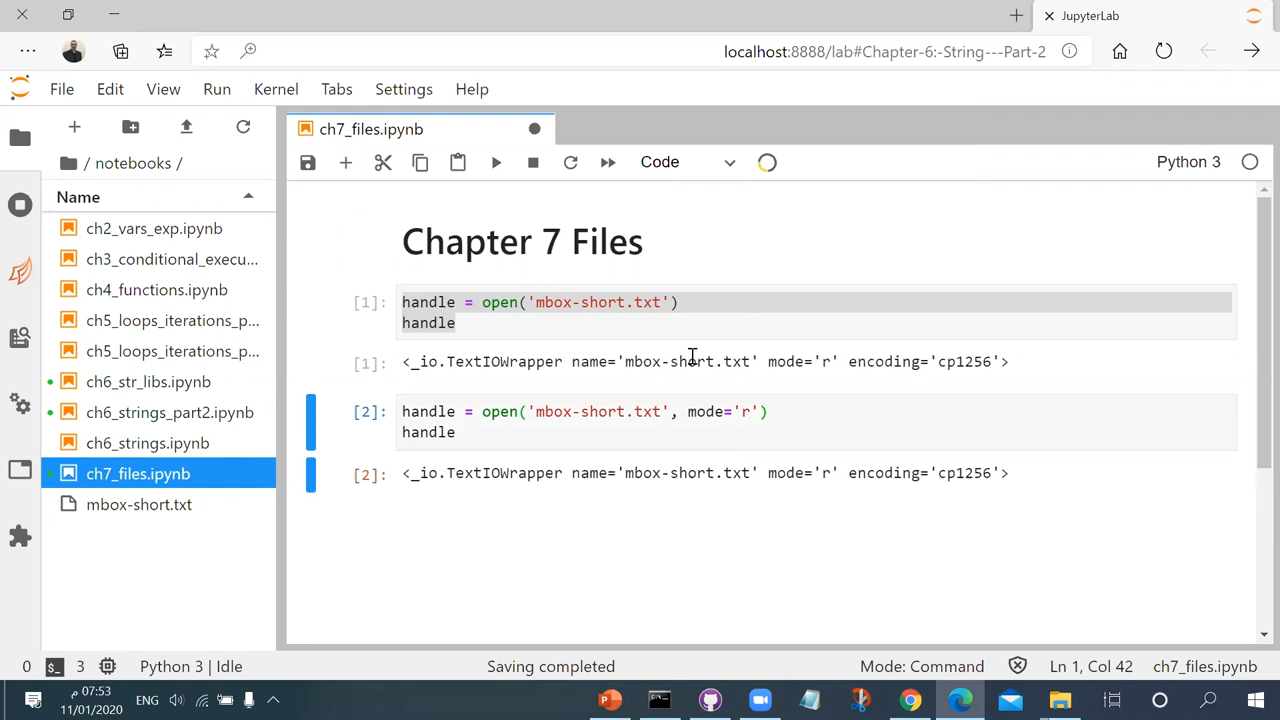 JupyterLab
localhost:8888/lab#Chapter-6:-String---Part-2
File Edit View Run Kernel Tabs Settings Help
ch7_files.ipynb
/ notebooks /
Code
Python 3
Name
ch2_vars_exp.ipynb
ch3_conditional_execu...
ch4_functions.ipynb
ch5_loops_iterations_p...
ch5_loops_iterations_p...
ch6_str_libs.ipynb
ch6_strings_part2.ipynb
ch6_strings.ipynb
ch7_files.ipynb
mbox-short.txt
Chapter 7 Files
[1]: handle = open('mbox-short.txt')
handle
[1]: <_io.TextIOWrapper name='mbox-short.txt' mode='r' encoding='cp1256'>
[2]: handle = open('mbox-short.txt', mode='r')
handle
[2]: <_io.TextIOWrapper name='mbox-short.txt' mode='r' encoding='cp1256'>
0 3 Python 3 | Idle Saving completed Mode: Command Ln 1, Col 42 ch7_files.ipynb
07:53 م
11/01/2020
ENG